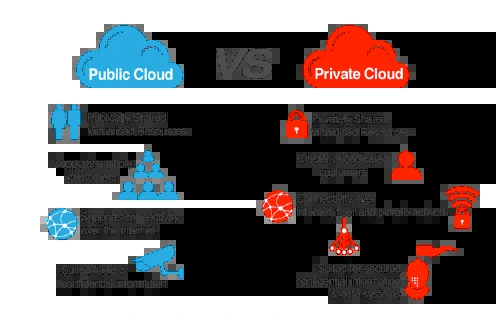 Public Cloud
VS
Private Cloud
Publically Shared
Virtualised Resources
Supports multiple
customers
Supports connectivity
over the internet
Suited for less
confidential information
Privately Shared
Virtualised Resources
Cluster of dedicated
customers
Connectivity over
internet, fiber and private network
Suited for secured
confidential information
& core systems